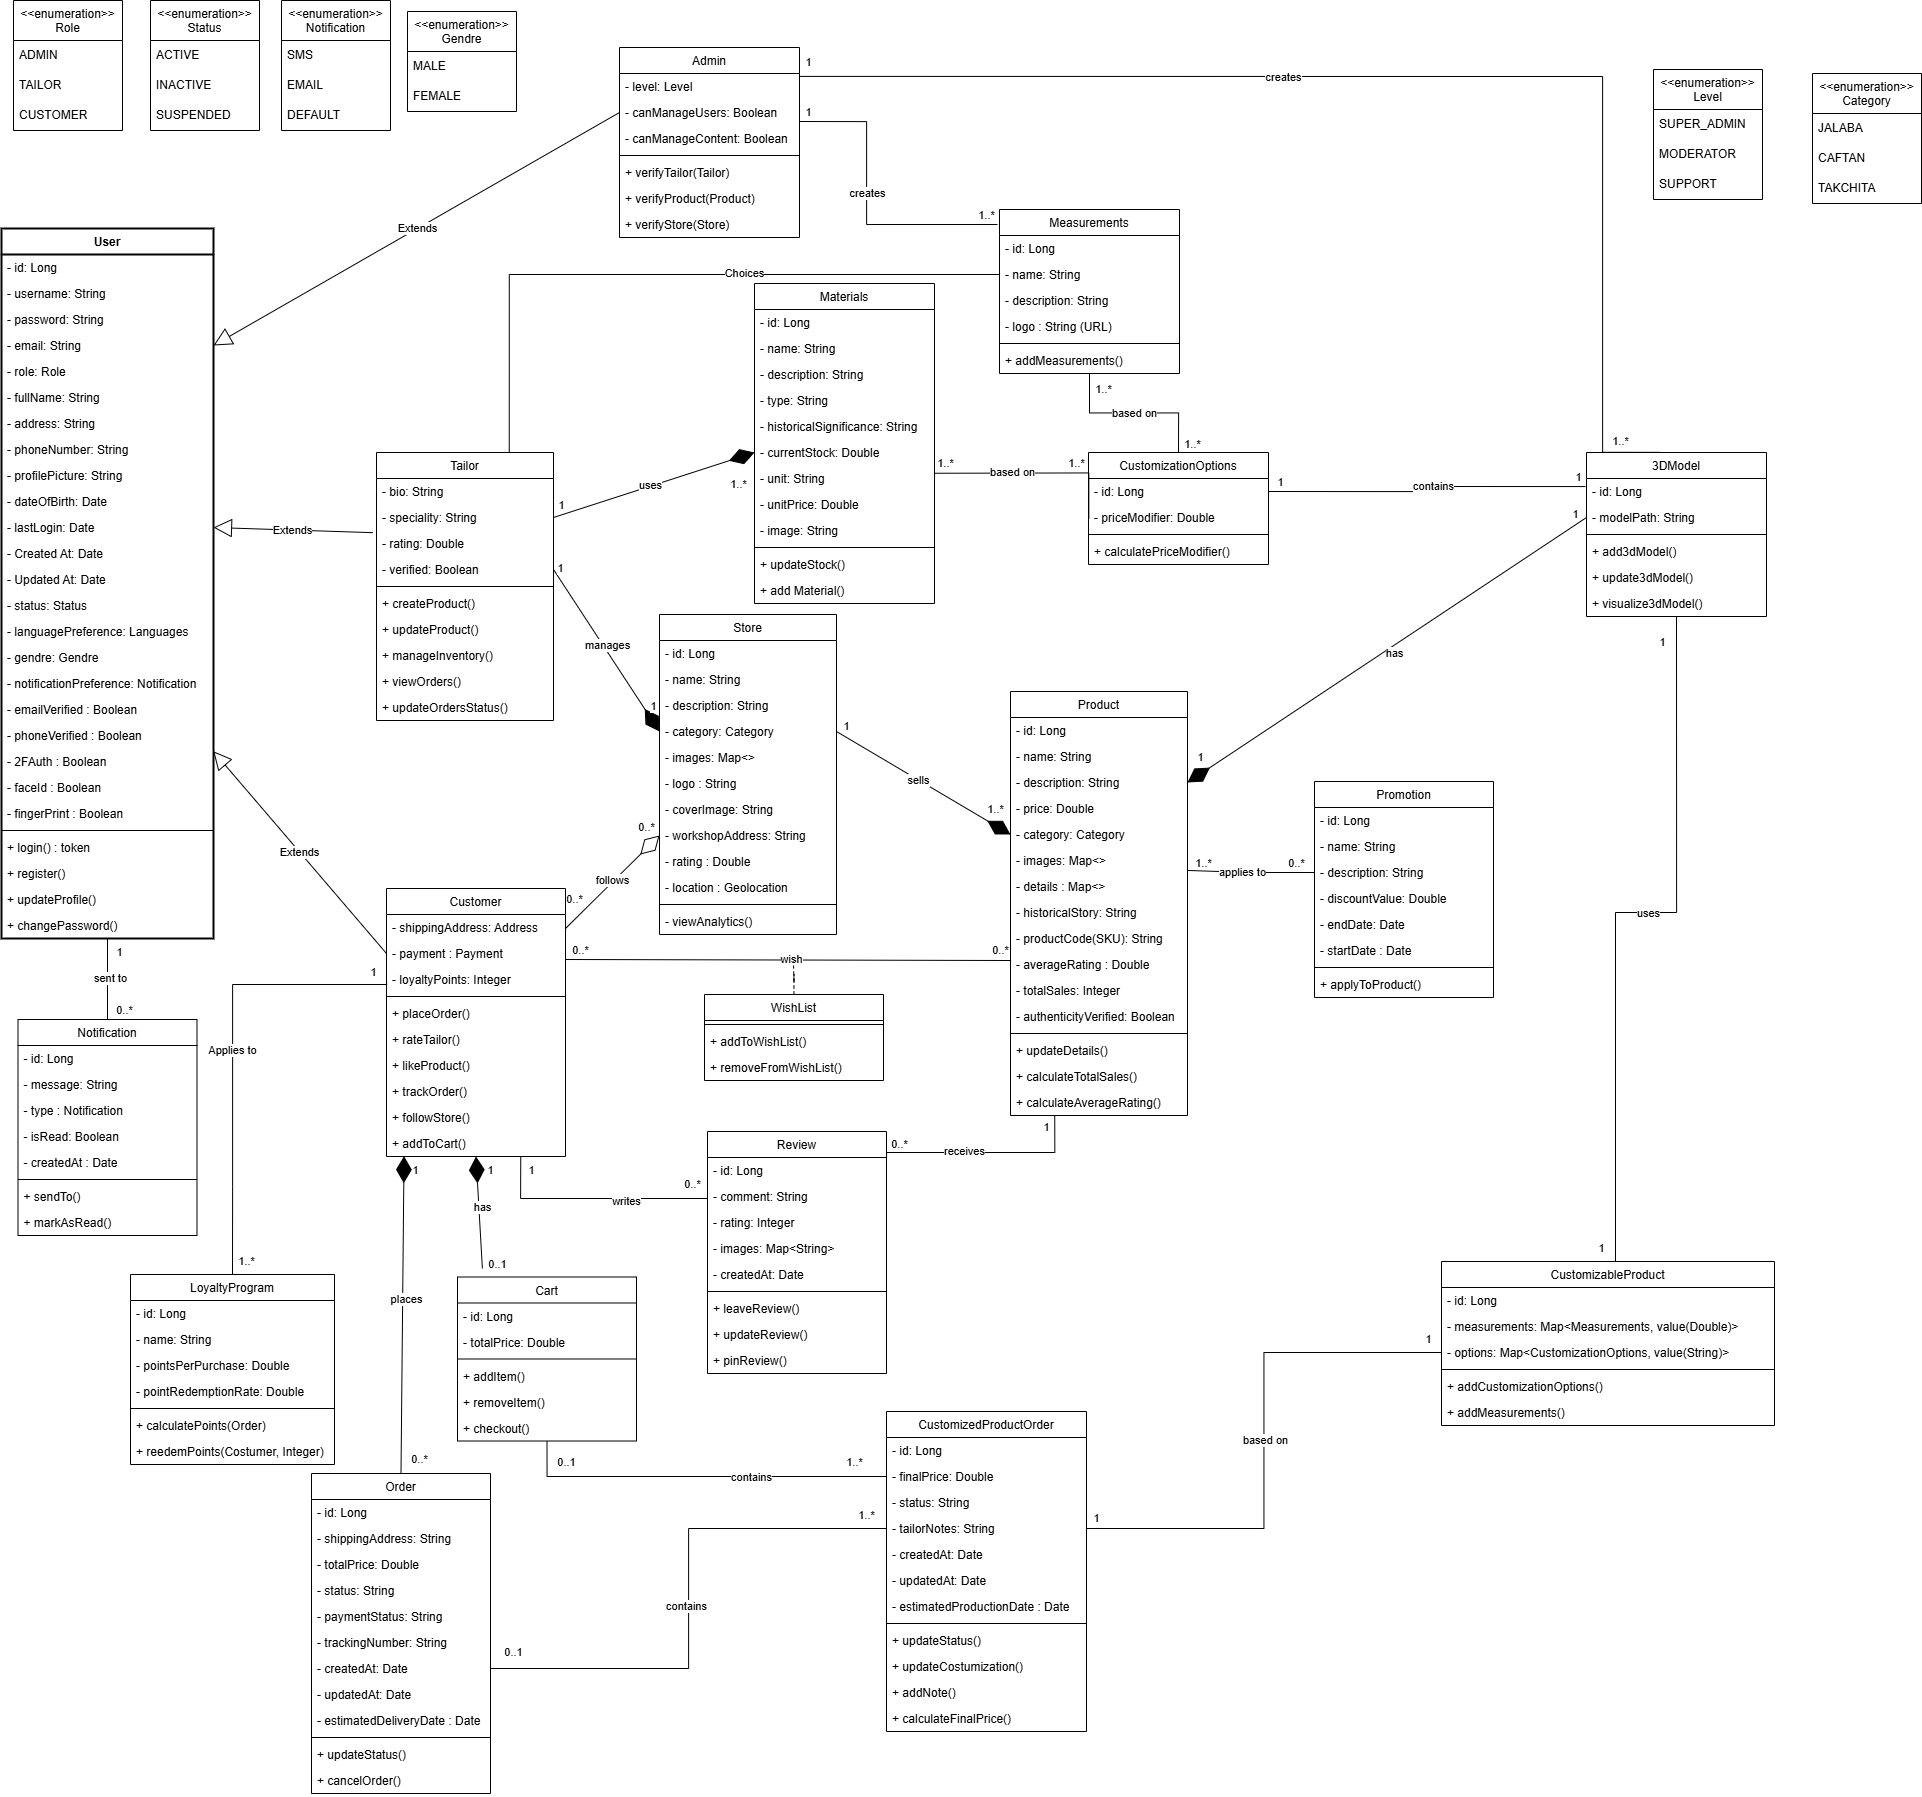 <<enumeration>>
Role
ADMIN
TAILOR
CUSTOMER
<<enumeration>>
Status
ACTIVE
INACTIVE
SUSPENDED
<<enumeration>>
Notification
SMS
EMAIL
DEFAULT
<<enumeration>>
Gendre
MALE
FEMALE
Admin
- level: Level
- canManageUsers: Boolean
- canManageContent: Boolean
+ verifyTailor(Tailor)
+ verifyProduct(Product)
+ verifyStore(Store)
1
creates
1..*
1
creates
1..*
<<enumeration>>
Level
SUPER_ADMIN
MODERATOR
SUPPORT
<<enumeration>>
Category
JALABA
CAFTAN
TAKCHITA
Extends
User
- id: Long
- username: String
- password: String
- email: String
- role: Role
- fullName: String
- address: String
- phoneNumber: String
- profilePicture: String
- dateOfBirth: Date
- lastLogin: Date
- Created At: Date
- Updated At: Date
- status: Status
- languagePreference: Languages
- gendre: Gendre
- notificationPreference: Notification
- emailVerified : Boolean
- phoneVerified : Boolean
- 2FAuth : Boolean
- faceId : Boolean
- fingerPrint : Boolean
+ login() : token
+ register()
+ updateProfile()
+ changePassword()
Measurements
- id: Long
- name: String
- description: String
- logo : String (URL)
+ addMeasurements()
Choices
1..*
based on
1..*
Materials
- id: Long
- name: String
- description: String
- type: String
- historicalSignificance: String
- currentStock: Double
- unit: String
- unitPrice: Double
- image: String
+ updateStock()
+ add Material()
1..*
based on
1..*
Extends
Tailor
- bio: String
- speciality: String
- rating: Double
- verified: Boolean
+ createProduct()
+ updateProduct()
+ manageInventory()
+ viewOrders()
+ updateOrdersStatus()
1
uses
1..*
1
manages
1
CustomizationOptions
- id: Long
- priceModifier: Double
+ calculatePriceModifier()
1
contains
1
3DModel
- id: Long
- modelPath: String
+ add3dModel()
+ update3dModel()
+ visualize3dModel()
1
has
1
1
uses
1
Store
- id: Long
- name: String
- description: String
- category: Category
- images: Map<>
- logo : String
- coverImage: String
- workshopAddress: String
- rating : Double
- location : Geolocation
- viewAnalytics()
1
sells
1..*
0..*
follows
0..*
Product
- id: Long
- name: String
- description: String
- price: Double
- category: Category
- images: Map<>
- details : Map<>
- historicalStory: String
- productCode(SKU): String
- averageRating : Double
- totalSales: Integer
- authenticityVerified: Boolean
+ updateDetails()
+ calculateTotalSales()
+ calculateAverageRating()
1..*
applies to
0..*
Promotion
- id: Long
- name: String
- description: String
- discountValue: Double
- endDate: Date
- startDate : Date
+ applyToProduct()
Extends
Customer
- shippingAddress: Address
- payment : Payment
- loyaltyPoints: Integer
+ placeOrder()
+ rateTailor()
+ likeProduct()
+ trackOrder()
+ followStore()
+ addToCart()
0..*
wish
0..*
WishList
+ addToWishList()
+ removeFromWishList()
1
sent to
0..*
Notification
- id: Long
- message: String
- type : Notification
- isRead: Boolean
- createdAt : Date
+ sendTo()
+ markAsRead()
1
Applies to
1..*
LoyaltyProgram
- id: Long
- name: String
- pointsPerPurchase: Double
- pointRedemptionRate: Double
+ calculatePoints(Order)
+ reedemPoints(Costumer, Integer)
1
places
0..*
1
has
0..1
1
writes
0..*
Review
- id: Long
- comment: String
- rating: Integer
- images: Map<String>
- createdAt: Date
+ leaveReview()
+ updateReview()
+ pinReview()
0..*
receives
1
Cart
- id: Long
- totalPrice: Double
+ addItem()
+ removeItem()
+ checkout()
0..1
contains
1..*
CustomizableProduct
- id: Long
- measurements: Map<Measurements, value(Double)>
- options: Map<CustomizationOptions, value(String)>
+ addCustomizationOptions()
+ addMeasurements()
1
based on
1
CustomizedProductOrder
- id: Long
- finalPrice: Double
- status: String
- tailorNotes: String
- createdAt: Date
- updatedAt: Date
- estimatedProductionDate : Date
+ updateStatus()
+ updateCostumization()
+ addNote()
+ calculateFinalPrice()
Order
- id: Long
- shippingAddress: String
- totalPrice: Double
- status: String
- paymentStatus: String
- trackingNumber: String
- createdAt: Date
- updatedAt: Date
- estimatedDeliveryDate : Date
+ updateStatus()
+ cancelOrder()
0..1
contains
1..*